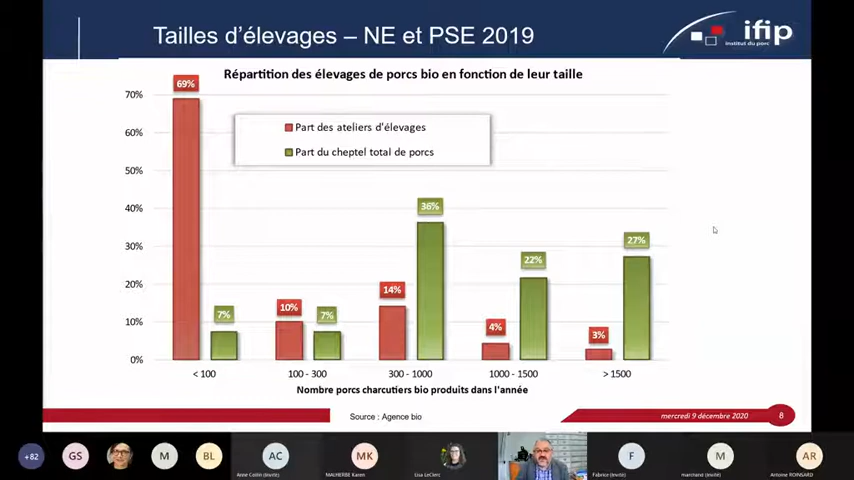 Tailles d'élevages – NE et PSE 2019
ifip
Institut du porc
Répartition des élevages de porcs bio en fonction de leur taille
Part des ateliers d'élevages
Part du cheptel total de porcs
70%
60%
50%
40%
30%
20%
10%
0%
69%
7%
10%
7%
14%
36%
4%
22%
3%
27%
< 100
100 - 300
300 - 1000
1000 - 1500
> 1500
Nombre porcs charcutiers bio produits dans l'année
Source : Agence bio
mercredi 9 décembre 2020
8
+82
GS
M
BL
AC
MK
F
M
AR
Anne Collin (Invité)
MALHERBE Karen
Lisa LeClerc
Fabrice (Invité)
marchand (Invité)
Antoine ROINSARD